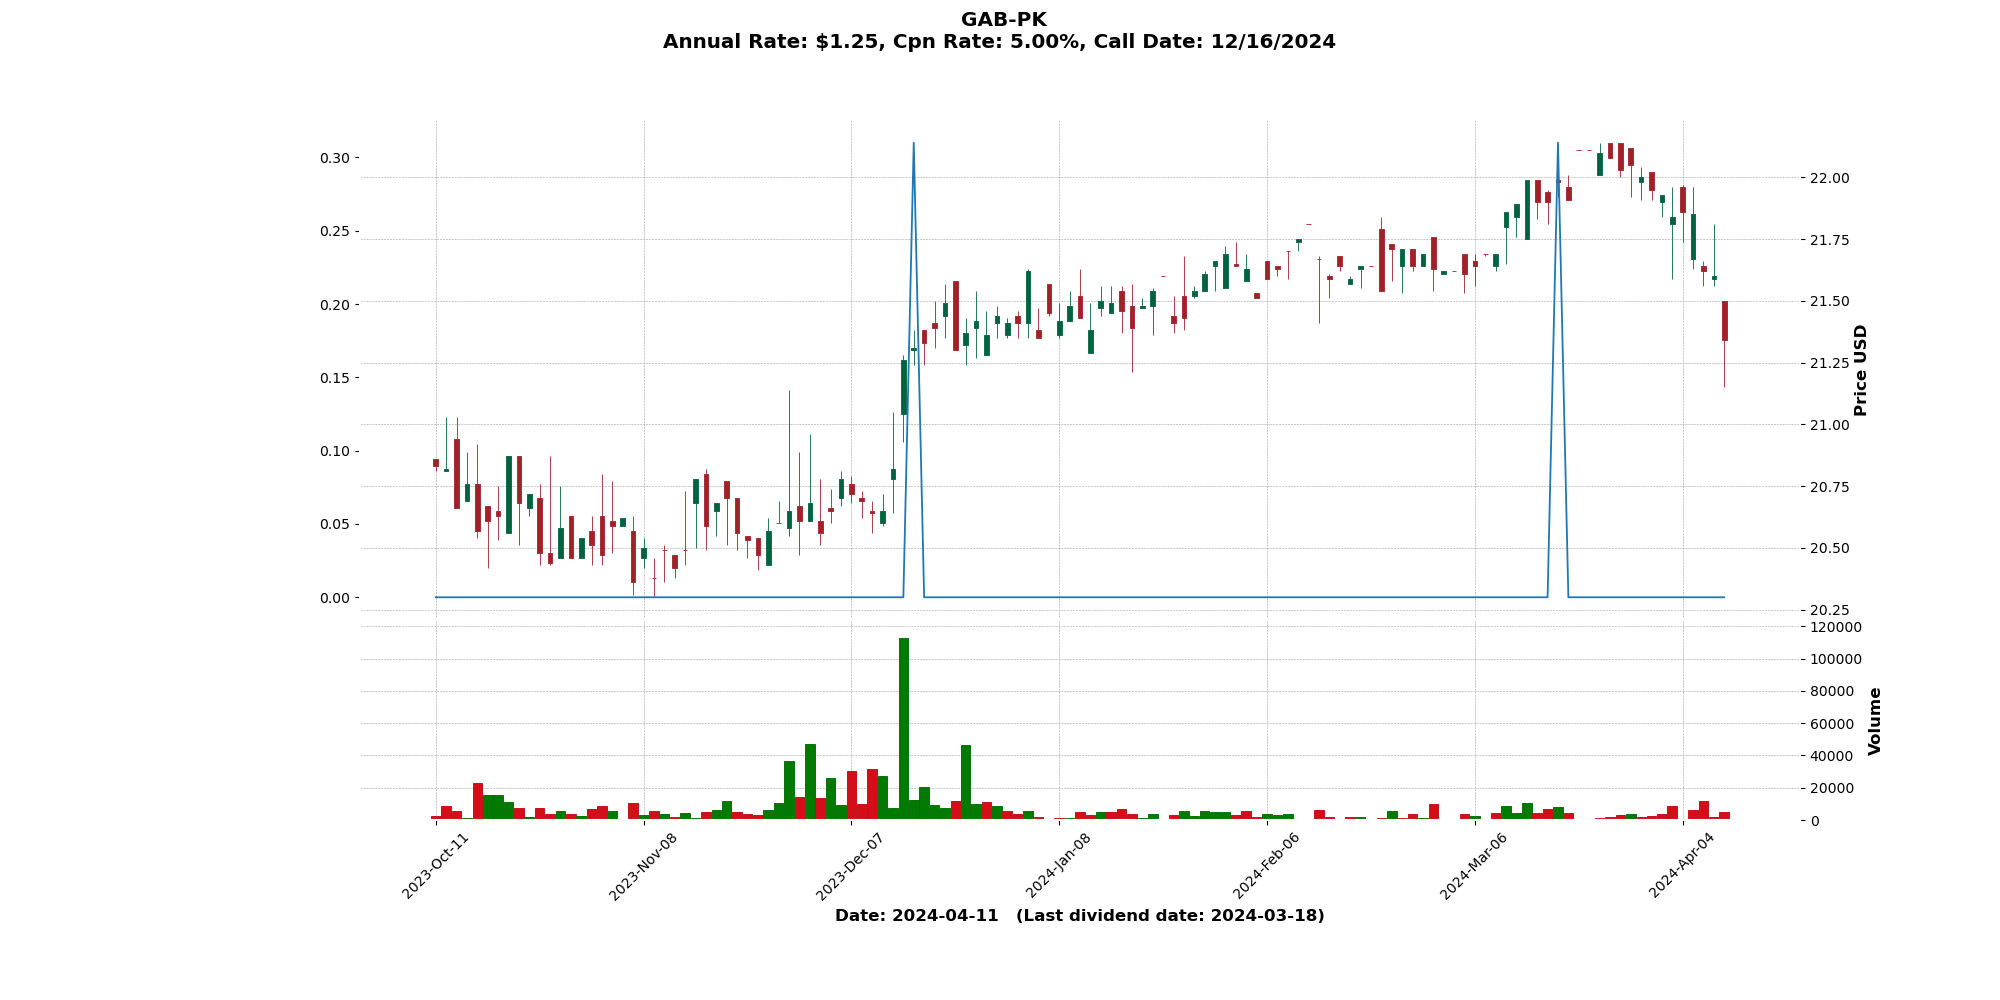 GAB-PK
Annual Rate: $1.25, Cpn Rate: 5.00%, Call Date: 12/16/2024
0.30
0.25
0.20
0.15
0.10
0.05
0.00
22.00
21.75
21.50
21.25
21.00
20.75
20.50
20.25
Price USD
120000
100000
80000
60000
40000
20000
0
Volume
2023-Oct-11
2023-Nov-08
2023-Dec-07
2024-Jan-08
2024-Feb-06
2024-Mar-06
2024-Apr-04
Date: 2024-04-11   (Last dividend date: 2024-03-18)